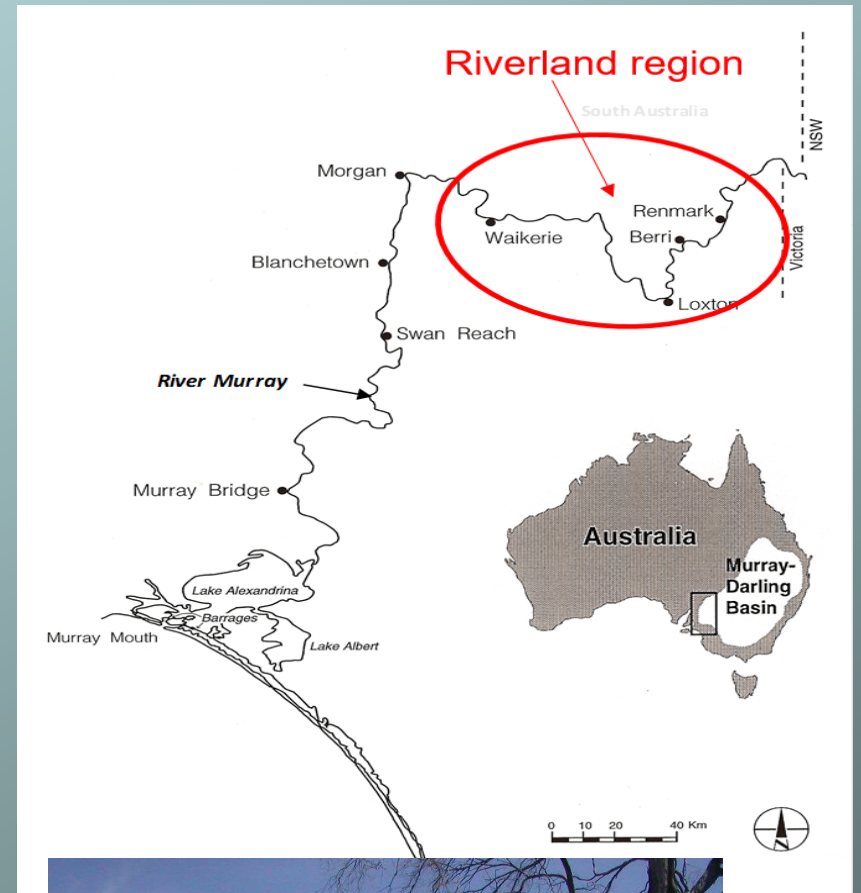 Riverland region
South Australia
NSW
Morgan
Renmark
Waikerie
Berri
Victoria
Blanchetown
Loxton
Swan Reach
River Murray
Murray Bridge
Australia
Murray-
Darling
Basin
Lake Alexandrina
Barrages
Murray Mouth
Lake Albert
0 10 20 40 Km
N